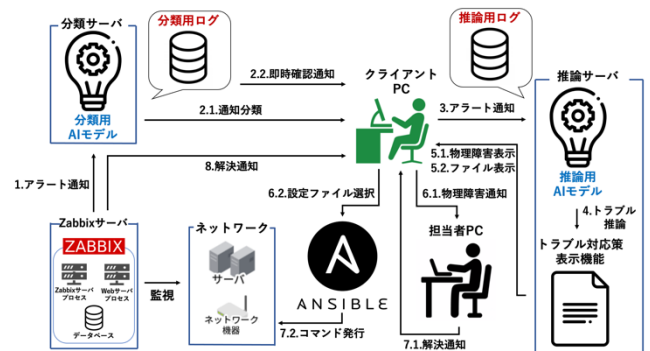 分類サーバ
分類用ログ
推論用ログ
2.2.即時確認通知
クライアント
PC
推論サーバ
2.1.通知分類
3.アラート通知
分類用
AIモデル
5.1.物理障害表示
5.2.ファイル表示
推論用
AIモデル
1.アラート通知
8.解決通知
6.2.設定ファイル選択
6.1.物理障害通知
4.トラブル
推論
Zabbixサーバ
ZABBIX
ネットワーク
担当者PC
トラブル対応策
表示機能
サーバ
Zabbixサーバ
プロセス
Webサーバ
プロセス
監視
ANSIBLE
データベース
ネットワーク
機器
7.2.コマンド発行
7.1.解決通知